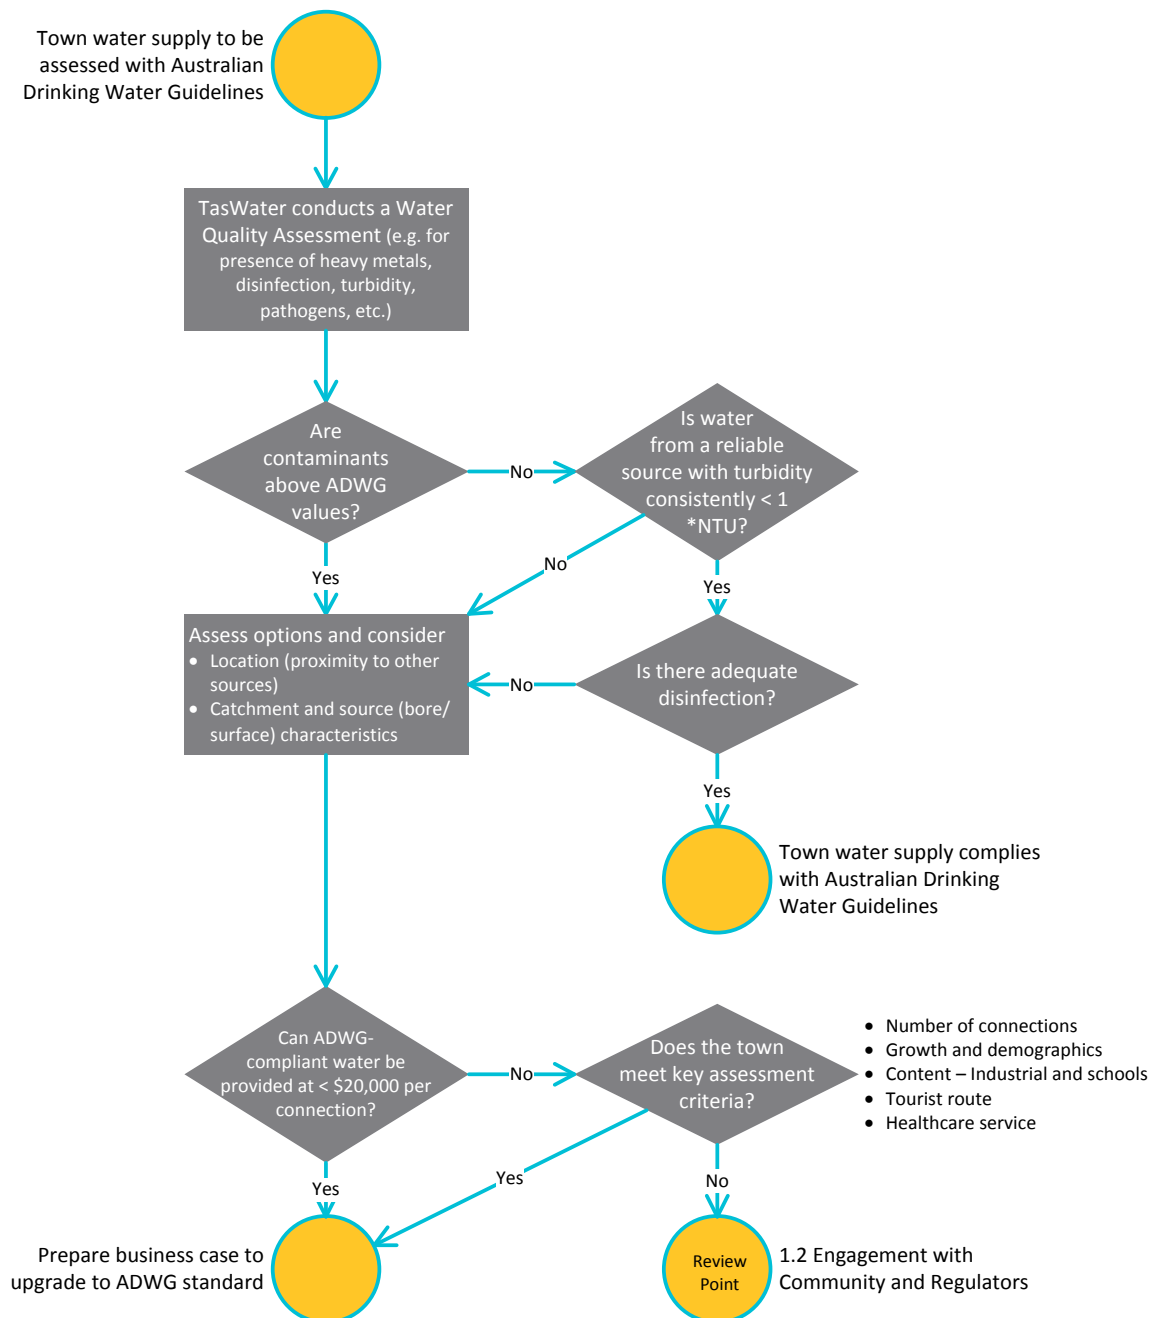 Town water supply to be
assessed with Australian
Drinking Water Guidelines
TasWater conducts a Water
Quality Assessment (e.g. for
presence of heavy metals,
disinfection, turbidity,
pathogens, etc.)
Are
contaminants
above ADWG
values?
No
Is water
from a reliable
source with turbidity
consistently < 1
*NTU?
Yes
No
Yes
Assess options and consider
• Location (proximity to other
sources)
• Catchment and source (bore/
surface) characteristics
No
Is there adequate
disinfection?
Yes
Town water supply complies
with Australian Drinking
Water Guidelines
Can ADWG-
compliant water be
provided at < $20,000 per
connection?
No
Does the town
meet key assessment
criteria?
• Number of connections
• Growth and demographics
• Content – Industrial and schools
• Tourist route
• Healthcare service
Yes
Yes
No
Prepare business case to
upgrade to ADWG standard
Review
Point
1.2 Engagement with
Community and Regulators